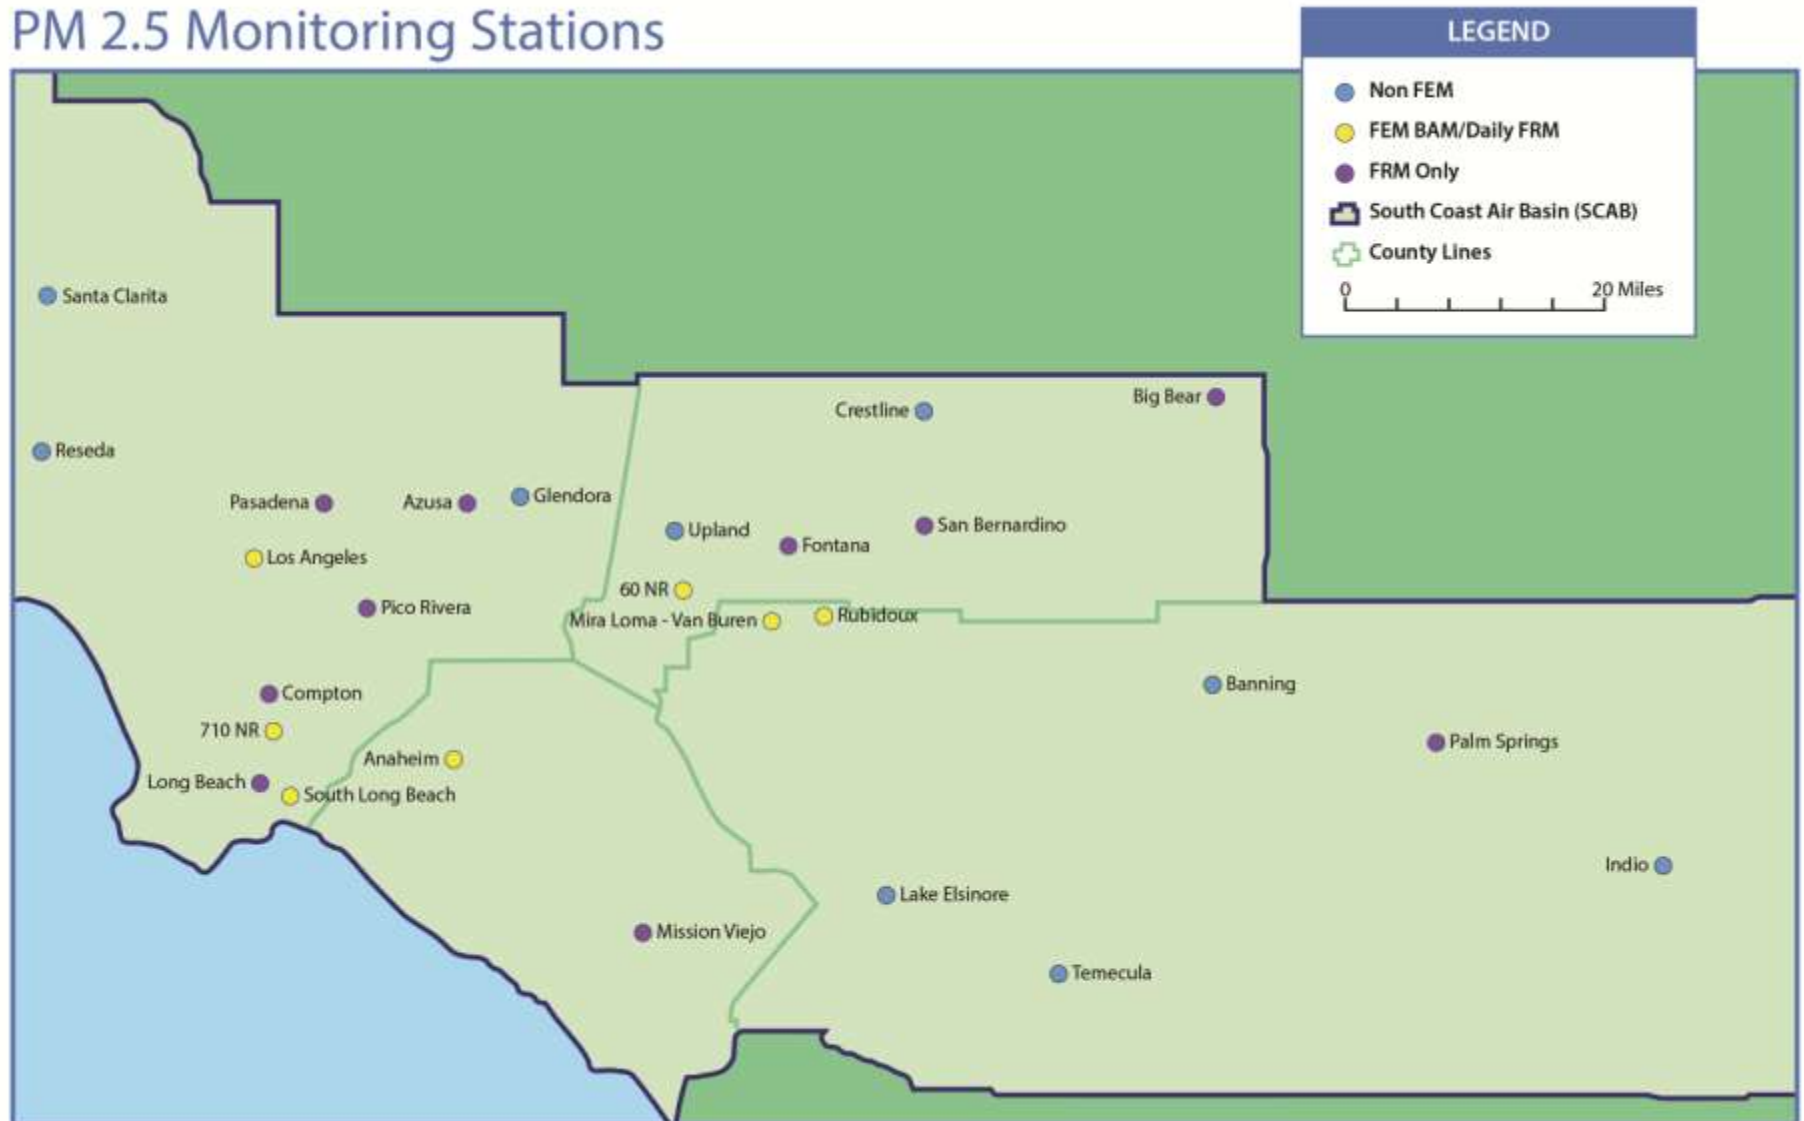 PM 2.5 Monitoring Stations
LEGEND
Non FEM
FEM BAM/Daily FRM
FRM Only
South Coast Air Basin (SCAB)
County Lines
0 20 Miles
Santa Clarita
Big Bear
Crestline
Reseda
Pasadena
Azusa
Glendora
San Bernardino
Upland
Fontana
Los Angeles
60 NR
Pico Rivera
Mira Loma - Van Buren
Rubidoux
Banning
Compton
710 NR
Palm Springs
Anaheim
Long Beach
South Long Beach
Indio
Lake Elsinore
Mission Viejo
Temecula